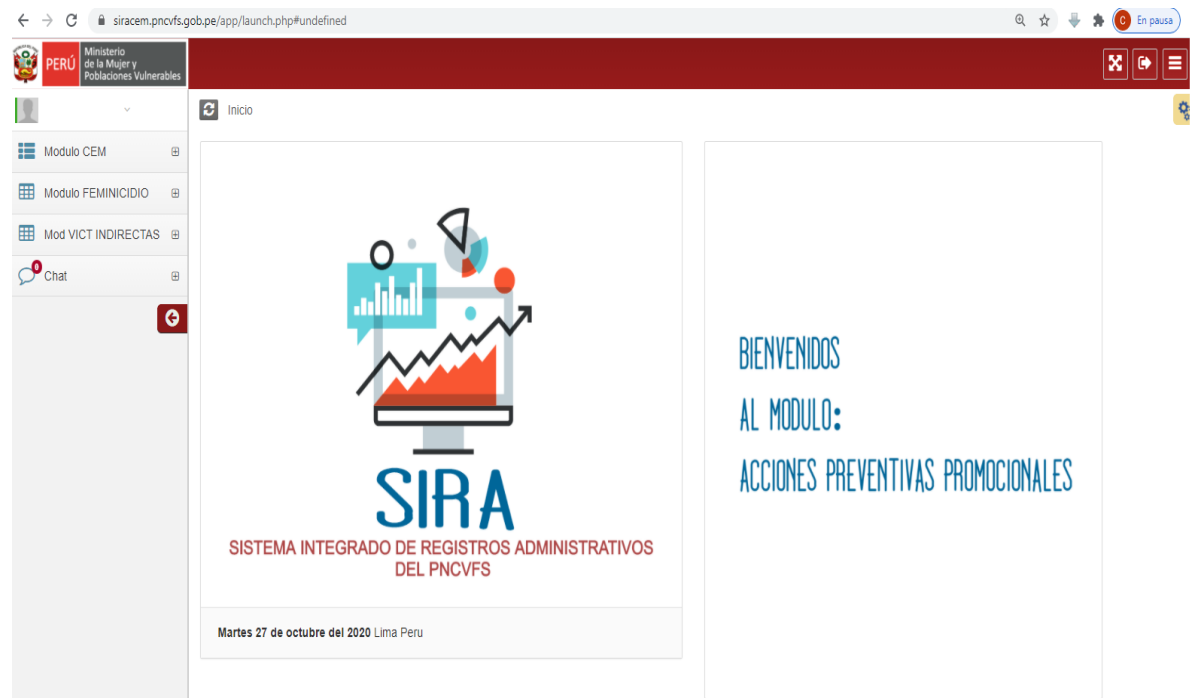 siracem.pncvfs.gob.pe/app/launch.php#undefined
C
En pausa
PERÚ
Ministerio
de la Mujer y
Poblaciones Vulnerables
Inicio
Modulo CEM
Modulo FEMINICIDIO
Mod VICT INDIRECTAS
0
Chat
SIRA
SISTEMA INTEGRADO DE REGISTROS ADMINISTRATIVOS
DEL PNCVFS
Martes 27 de octubre del 2020 Lima Peru
BIENVENIDOS
AL MODULO:
ACCIONES PREVENTIVAS PROMOCIONALES